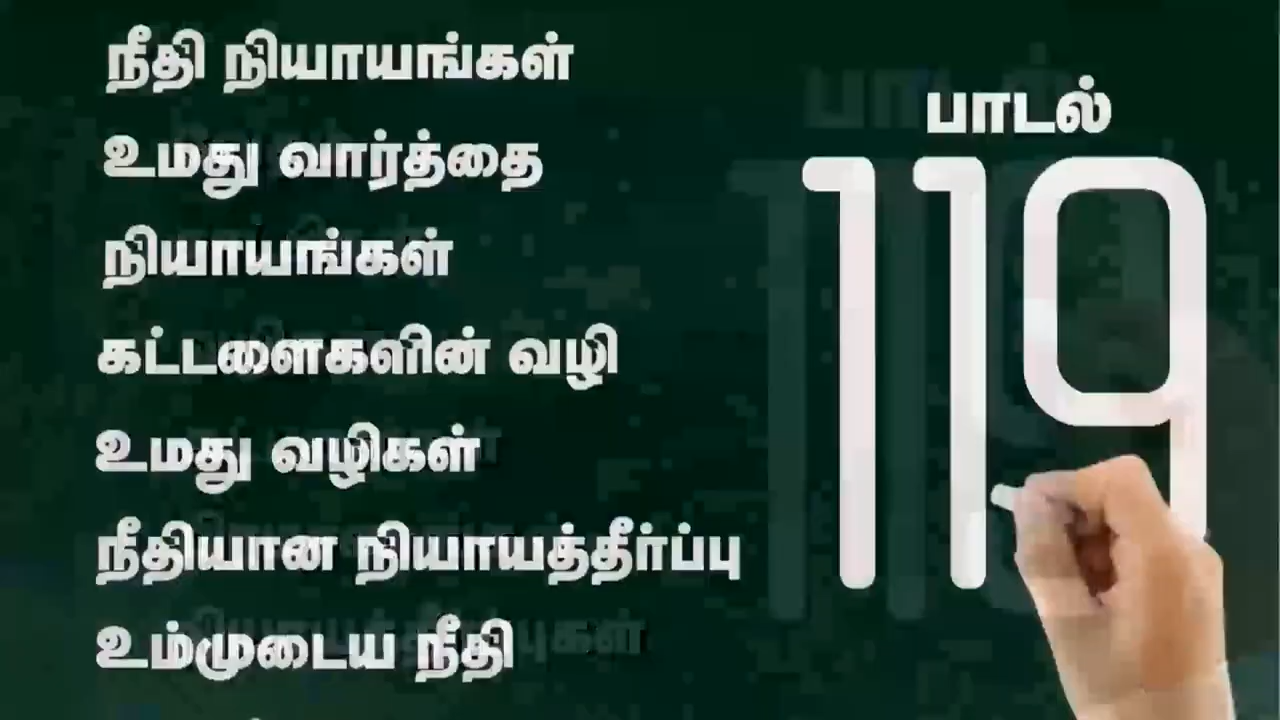 நீதி நியாயங்கள்
உமது வார்த்தை
நியாயங்கள்
கட்டளைகளின் வழி
உமது வழிகள்
நீதியான நியாயத்தீர்ப்பு
உம்முடைய நீதி
பாடல்
119